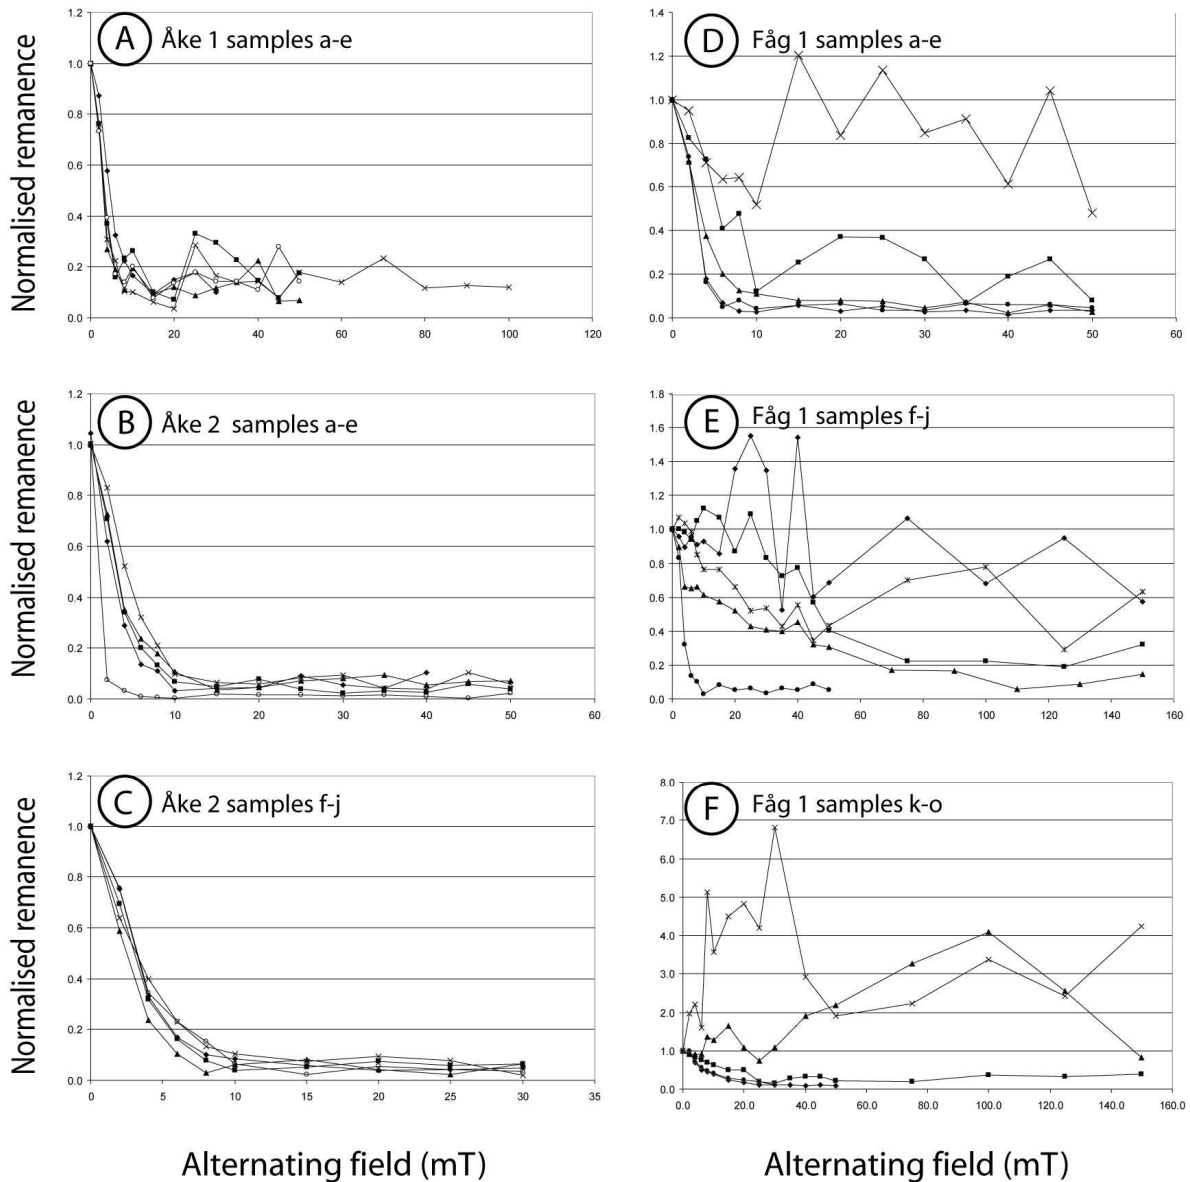 A Åke 1 samples a-e
Normalised remanence
1.2
1.0
0.8
0.6
0.4
0.2
0.0
0 20 40 60 80 100 120
D Fåg 1 samples a-e
1.4
1.2
1.0
0.8
0.6
0.4
0.2
0.0
0 10 20 30 40 50 60
B Åke 2 samples a-e
Normalised remanence
1.2
1.0
0.8
0.6
0.4
0.2
0.0
0 10 20 30 40 50 60
E Fåg 1 samples f-j
1.8
1.6
1.4
1.2
1.0
0.8
0.6
0.4
0.2
0.0
0 20 40 60 80 100 120 140 160
C Åke 2 samples f-j
Normalised remanence
1.2
1.0
0.8
0.6
0.4
0.2
0.0
0 5 10 15 20 25 30 35
Alternating field (mT)
F Fåg 1 samples k-o
8.0
7.0
6.0
5.0
4.0
3.0
2.0
1.0
0.0
0.0 20.0 40.0 60.0 80.0 100.0 120.0 140.0 160.0
Alternating field (mT)